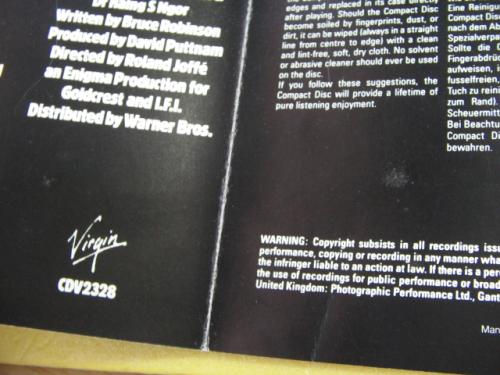 Dr Haing S Ngor
Written by Bruce Robinson
Produced by David Puttnam
Directed by Roland Joffé
an Enigma Production for
Goldcrest and I.F.I.
Distributed by Warner Bros.
Virgin
CDV2328
edges and replaced in its case directly
after playing. Should the Compact Disc
become soiled by fingerprints, dust, or
dirt, it can be wiped (always in a straight
line from centre to edge) with a clean
and lint-free, soft, dry cloth. No solvent
or abrasive cleaner should ever be used
on the disc.
If you follow these suggestions, the
Compact Disc will provide a lifetime of
pure listening enjoyment.
Eine Reinigu
Compact Disc
nach dem Ab
Spezialverpa
Sollte die Co
Fingerabdrüc
aufweisen, i
fusselfreien,
Tuch zu reini
zum Rand).
Scheuermitt
Bei Beachtu
Compact Di
bewahren.
WARNING: Copyright subsists in all recordings issu
performance, copying or recording in any manner wha
the infringer liable to an action at law. If there is a per
the use of recordings for public performance or broad
United Kingdom: Photographic Performance Ltd., Gan
Man